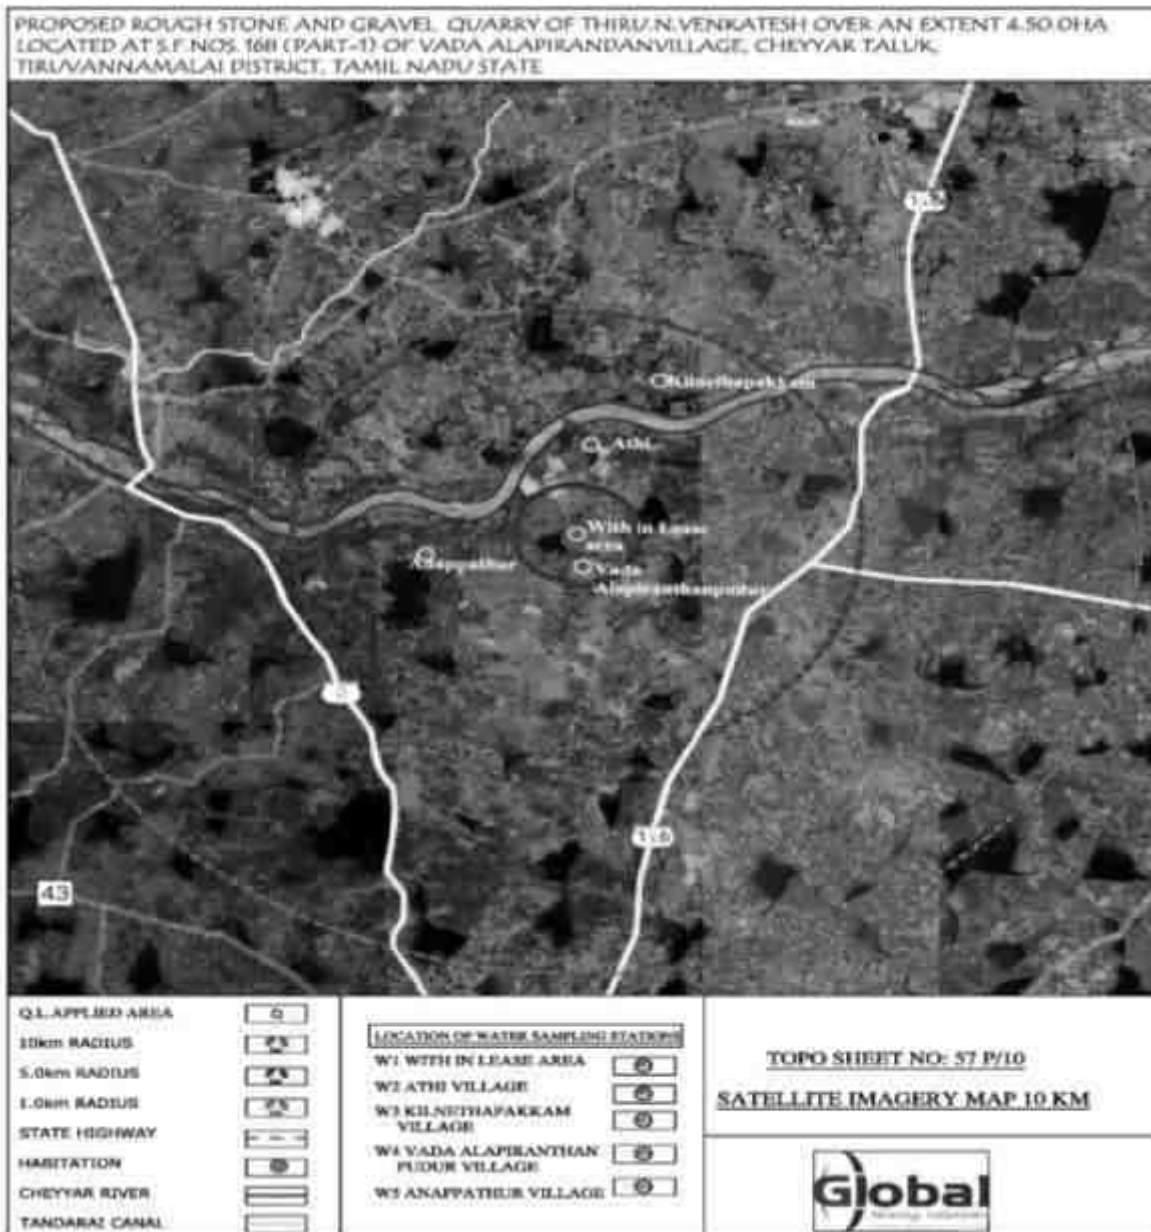 PROPOSED ROUGH STONE AND GRAVEL QUARRY OF THIRU.N.VENKATESH OVER AN EXTENT 4.50.0HA
LOCATED AT S.F.NOS. 168 (PART-1) OF VADA ALAPIRANDANVILLAGE, CHEYYAR TALUK,
TIRUVANNAMALAI DISTRICT, TAMIL NADU STATE
Kilnethapakkam
Athi
With in Lease
area
Vada
43
Q.L.APPLIED AREA
10km RADIUS
5.0km RADIUS
1.0km RADIUS
STATE HIGHWAY
HABITATION
CHEYYAR RIVER
TANDARAI CANAL
LOCATION OF WATER SAMPLING STATIONS
W1 WITH IN LEASE AREA
W2 ATHI VILLAGE
W3 KILNETHAPAKKAM
VILLAGE
W4 VADA ALAPIRANTHAN
PUDUR VILLAGE
W5 ANAPPATHUR VILLAGE
TOPO SHEET NO: 57 P/10
SATELLITE IMAGERY MAP 10 KM
Global